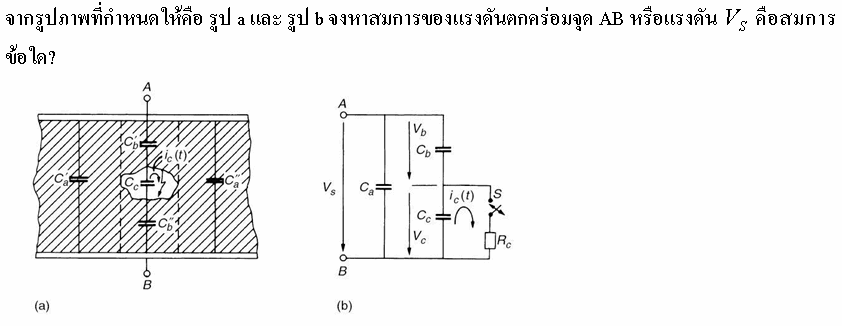 จากรูปภาพที่กำหนดให้คือ รูป a และ รูป b จงหาสมการของแรงดันตกคร่อมจุด AB หรือแรงดัน V_S คือสมการ
ข้อใด?
A
C_b'
i_c(t)
C_a'
C_c
C_a''
C_b''
B
(a)
A
V_b
C_b
V_s
C_a
i_c(t)
S
C_c
V_c
R_c
B
(b)